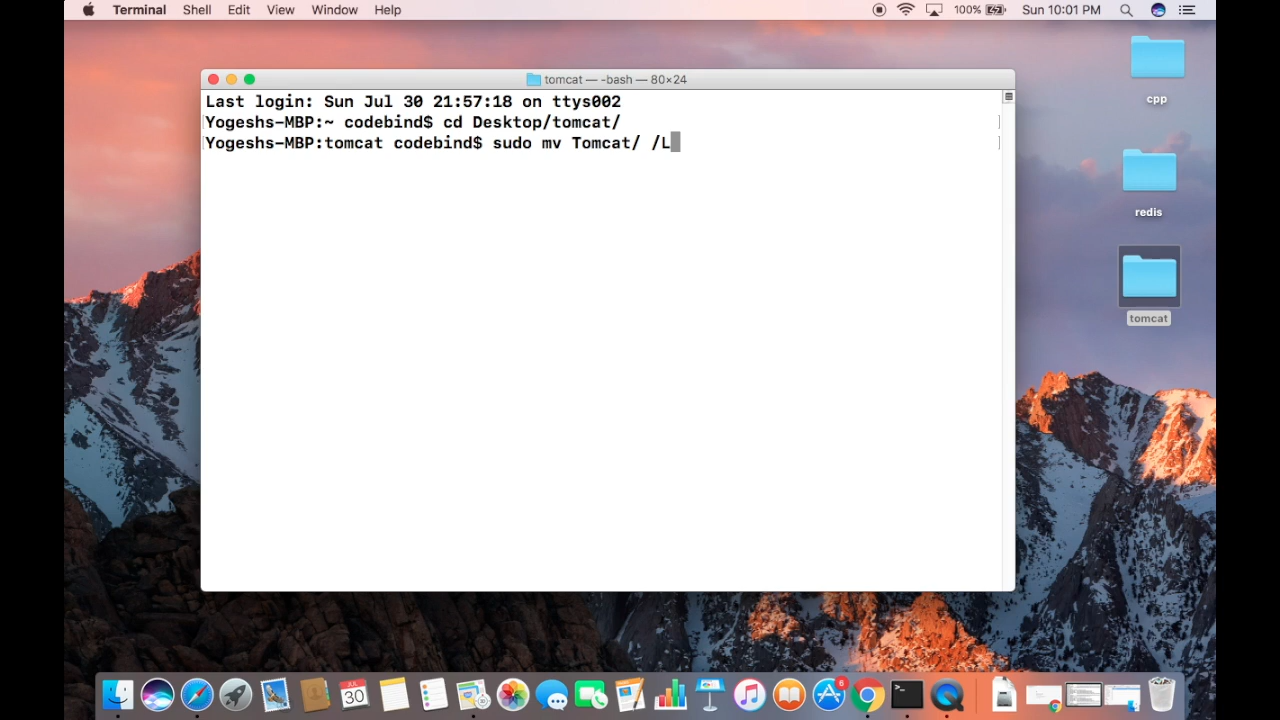 Terminal Shell Edit View Window Help 100% Sun 10:01 PM
cpp
redis
tomcat
tomcat — -bash — 80×24
Last login: Sun Jul 30 21:57:18 on ttys002
Yogeshs-MBP:~ codebind$ cd Desktop/tomcat/
Yogeshs-MBP:tomcat codebind$ sudo mv Tomcat/ /L
JUL
30
6